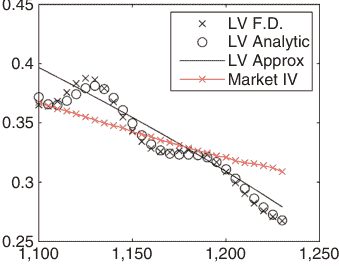 0.45
LV F.D.
LV Analytic
LV Approx
Market IV
0.4
0.35
0.3
0.25
1,100
1,150
1,200
1,250